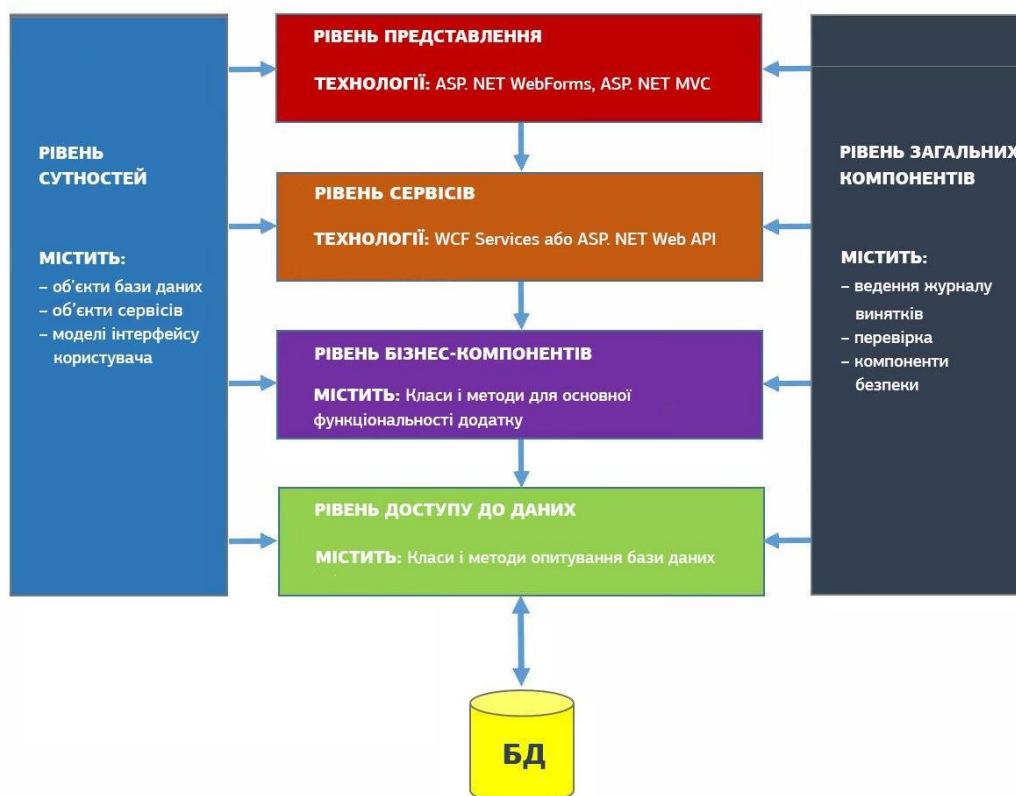 РІВЕНЬ ПРЕДСТАВЛЕННЯ
ТЕХНОЛОГІЇ: ASP. NET WebForms, ASP. NET MVC
РІВЕНЬ
СУТНОСТЕЙ
МІСТИТЬ:
– об'єкти бази даних
– об'єкти сервісів
– моделі інтерфейсу
користувача
РІВЕНЬ СЕРВІСІВ
ТЕХНОЛОГІЇ: WCF Services або ASP. NET Web API
РІВЕНЬ БІЗНЕС-КОМПОНЕНТІВ
МІСТИТЬ: Класи і методи для основної
функціональності додатку
РІВЕНЬ ДОСТУПУ ДО ДАНИХ
МІСТИТЬ: Класи і методи опитування бази даних
РІВЕНЬ ЗАГАЛЬНИХ
КОМПОНЕНТІВ
МІСТИТЬ:
– ведення журналу
винятків
– перевірка
– компоненти
безпеки
БД